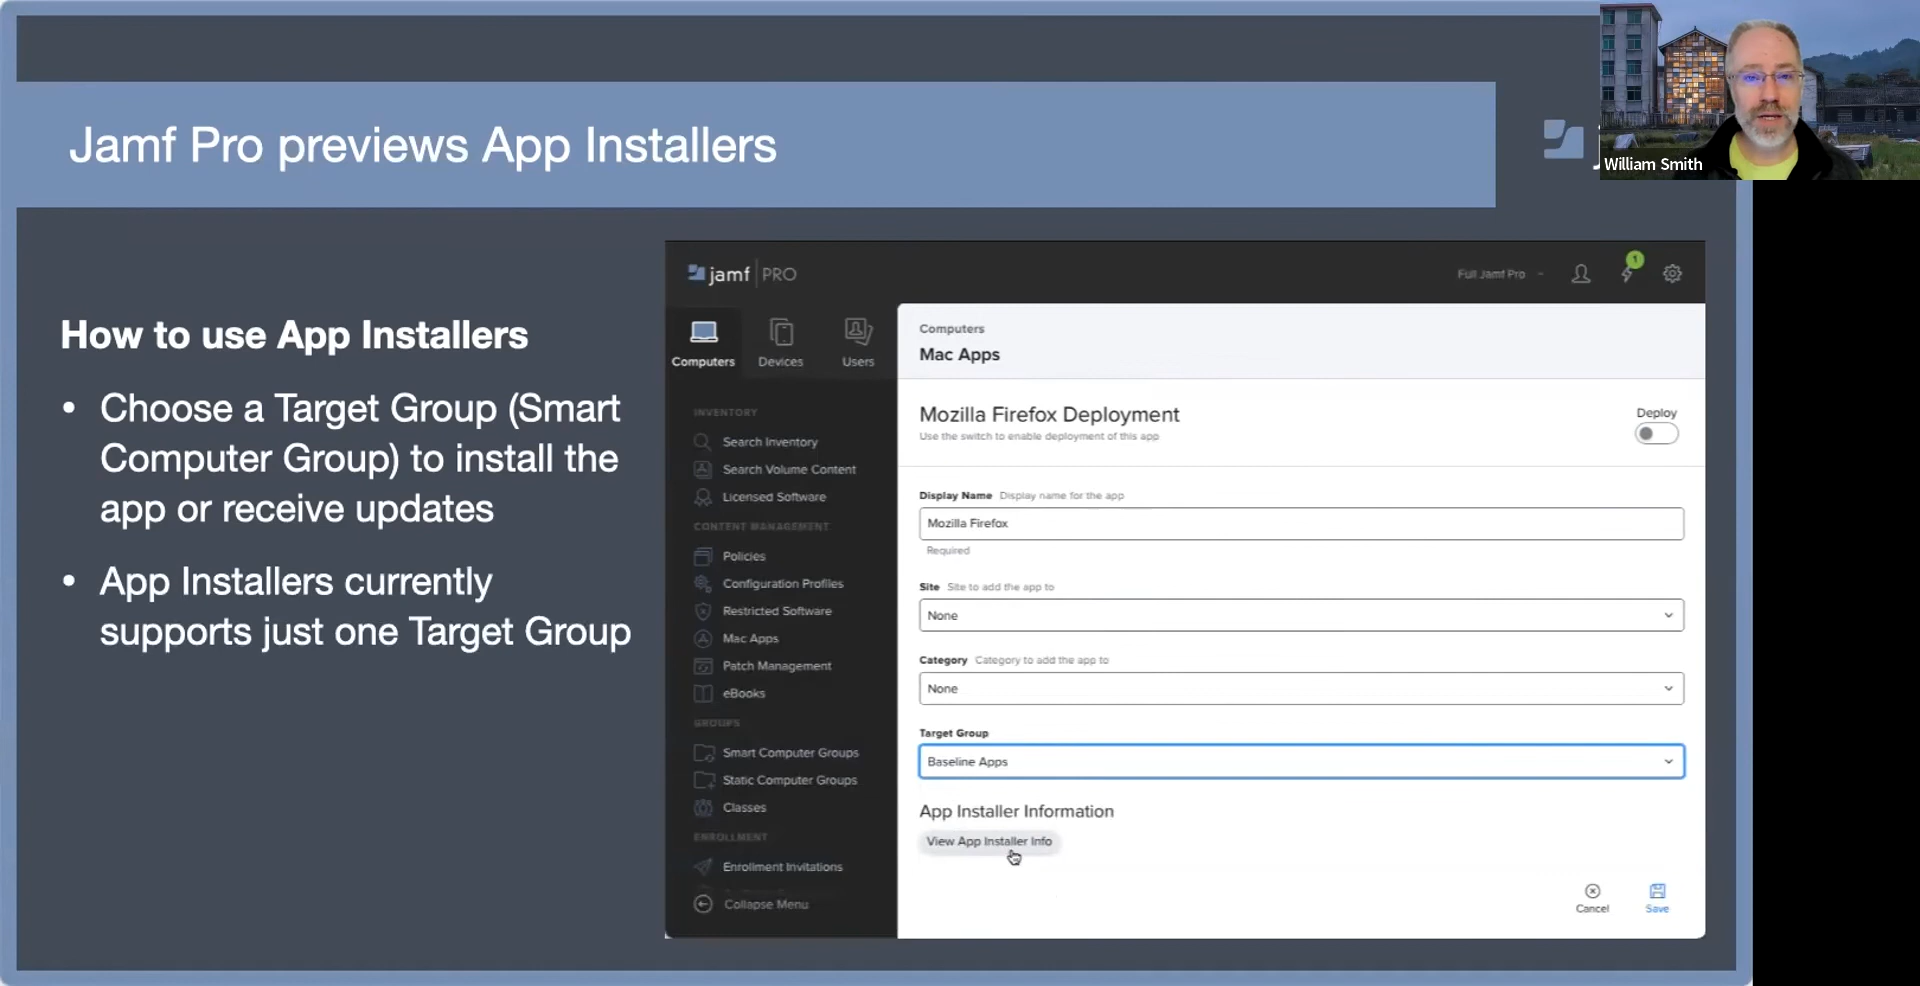 Jamf Pro previews App Installers
William Smith
How to use App Installers
• Choose a Target Group (Smart
Computer Group) to install the
app or receive updates
• App Installers currently
supports just one Target Group
jamf PRO
Full Jamf Pro
1
Computers
Devices
Users
INVENTORY
Search Inventory
Search Volume Content
Licensed Software
CONTENT MANAGEMENT
Policies
Configuration Profiles
Restricted Software
Mac Apps
Patch Management
eBooks
GROUPS
Smart Computer Groups
Static Computer Groups
Classes
ENROLLMENT
Enrollment Invitations
Collapse Menu
Computers
Mac Apps
Mozilla Firefox Deployment
Use the switch to enable deployment of this app
Deploy
Display Name Display name for the app
Mozilla Firefox
Required
Site Site to add the app to
None
Category Category to add the app to
None
Target Group
Baseline Apps
App Installer Information
View App Installer Info
Cancel
Save